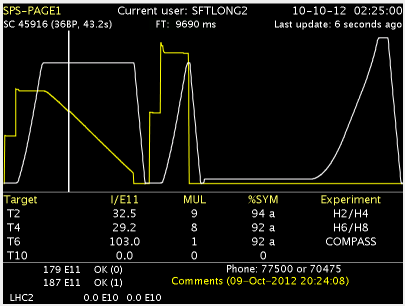 SPS-PAGE1 Current user: SFTLONG2 10-10-12 02:25:00
SC 45916 (36BP, 43.2s) FT: 9690 ms Last update: 6 seconds ago
Target I/E11 MUL %SYM Experiment
T2 32.5 9 94 a H2/H4
T4 29.2 8 92 a H6/H8
T6 103.0 1 92 a COMPASS
T10 0.0 0 0
179 E11 OK (0) Phone: 77500 or 70475
187 E11 OK (1) Comments (09-Oct-2012 20:24:08)
LHC2 0.0 E10 0.0 E10